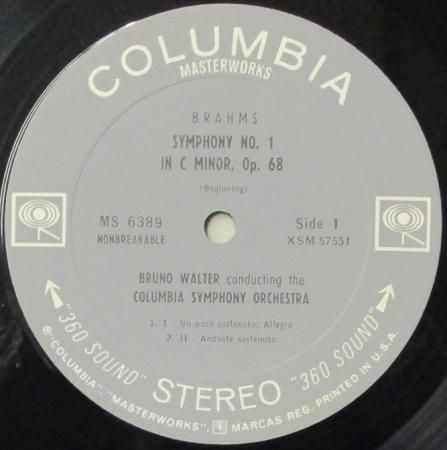 COLUMBIA
MASTERWORKS
BRAHMS
SYMPHONY NO. 1
IN C MINOR, Op. 68
(Beginning)
MS 6389
NONBREAKABLE
Side 1
XSM 57551
BRUNO WALTER conducting the
COLUMBIA SYMPHONY ORCHESTRA
1. I - Un poco sostenuto; Allegro
2. II - Andante sostenuto
"360 SOUND" STEREO "360 SOUND"
® "COLUMBIA", "MASTERWORKS", MARCAS REG. PRINTED IN U.S.A.